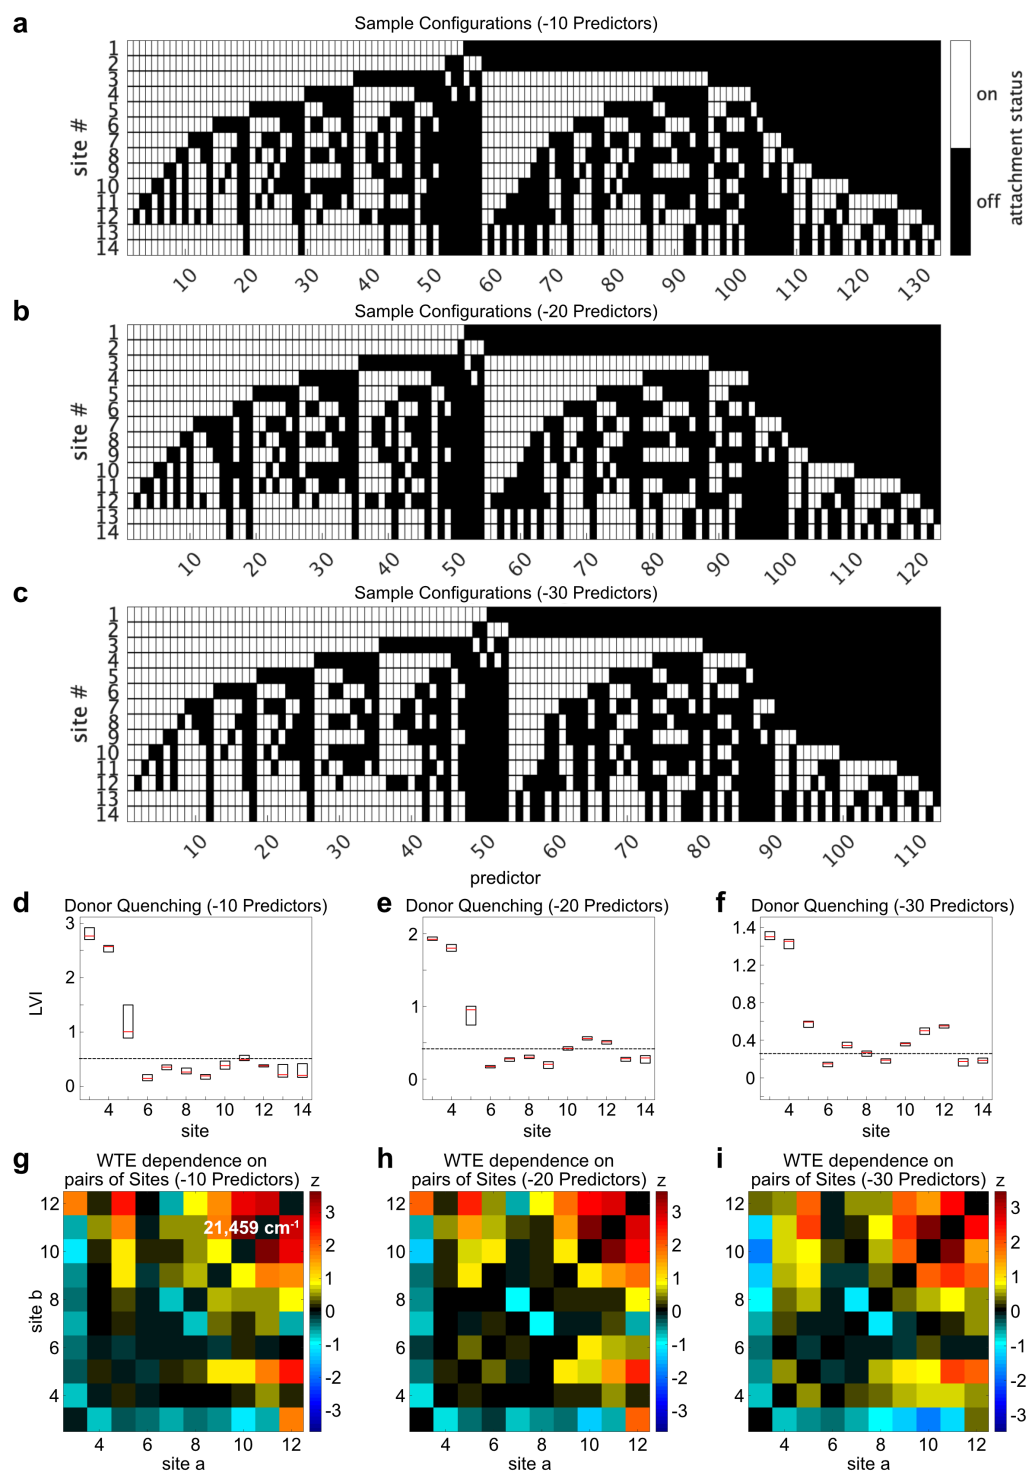 a
Sample Configurations (-10 Predictors)
1
2
3
4
5
6
7
8
9
10
11
12
13
14
site #
10 20 30 40 50 60 70 80 90 100 110 120 130
on
off
attachment status
b
Sample Configurations (-20 Predictors)
1
2
3
4
5
6
7
8
9
10
11
12
13
14
site #
10 20 30 40 50 60 70 80 90 100 110 120
c
Sample Configurations (-30 Predictors)
1
2
3
4
5
6
7
8
9
10
11
12
13
14
site #
10 20 30 40 50 60 70 80 90 100 110
predictor
d
Donor Quenching (-10 Predictors)
3
2
1
0
LVI
4 6 8 10 12 14
site
e
Donor Quenching (-20 Predictors)
2
1
0
4 6 8 10 12 14
site
f
Donor Quenching (-30 Predictors)
1.4
1.2
0.8
0.4
0
4 6 8 10 12 14
site
g
WTE dependence on
pairs of Sites (-10 Predictors)
z
21,459 cm⁻¹
12
10
8
6
4
site b
4 6 8 10 12
site a
3
2
1
0
-1
-2
-3
h
WTE dependence on
pairs of Sites (-20 Predictors)
z
12
10
8
6
4
4 6 8 10 12
site a
3
2
1
0
-1
-2
-3
i
WTE dependence on
pairs of Sites (-30 Predictors)
z
12
10
8
6
4
4 6 8 10 12
site a
3
2
1
0
-1
-2
-3